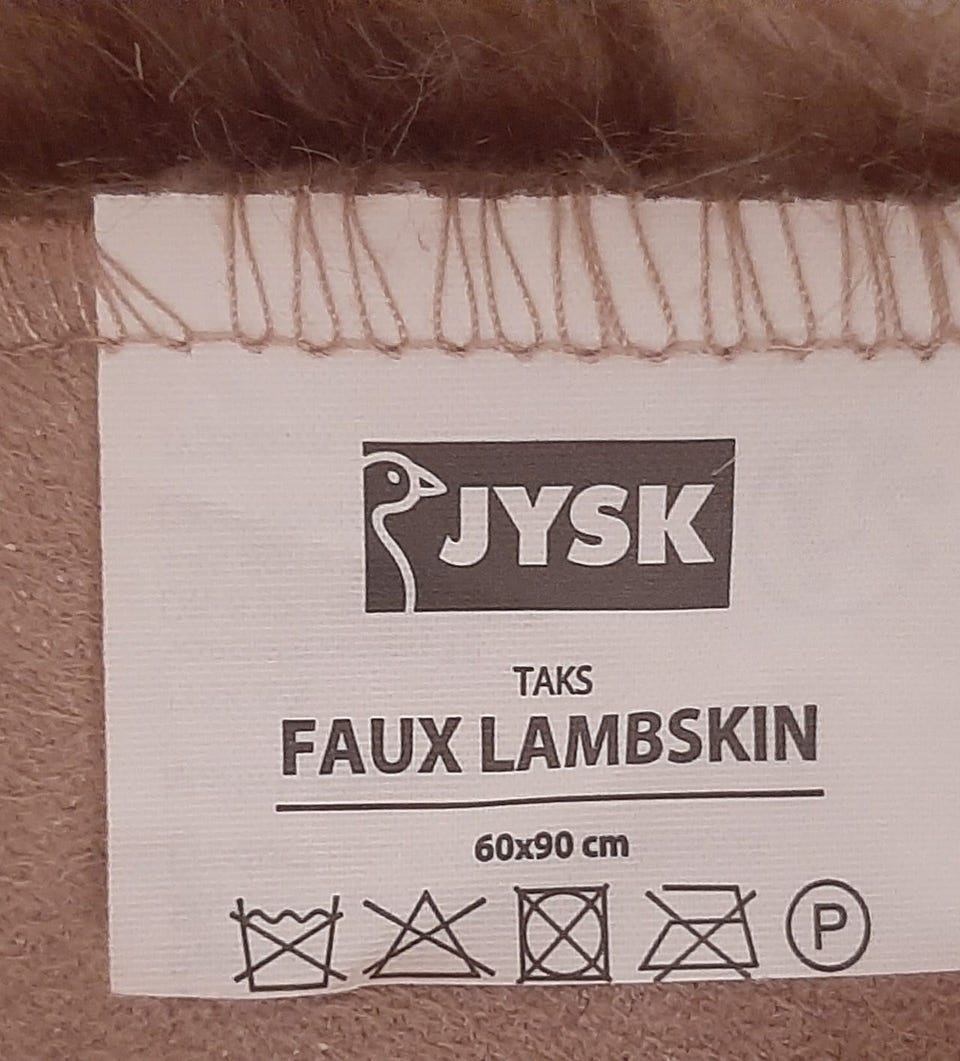 JYSK
TAKS
FAUX LAMBSKIN
60x90 cm
P